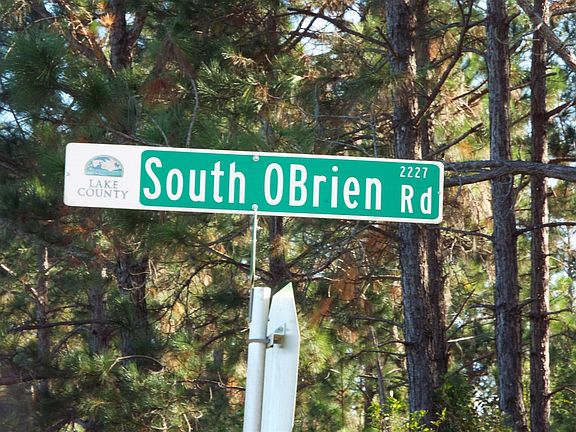 LAKE
COUNTY
South OBrien Rd
2227